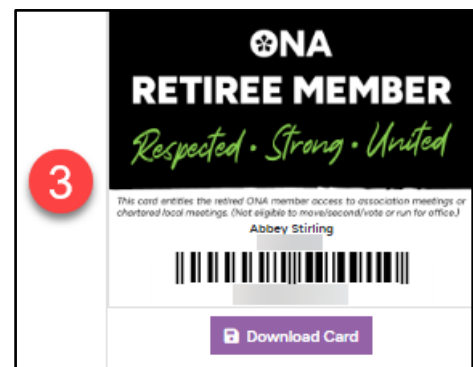 ONA
RETIREE MEMBER
Respected • Strong • United
3
This card entitles the retired ONA member access to association meetings or
chartered local meetings. (Not eligible to move/second/vote or run for office.)
Abbey Stirling
Download Card